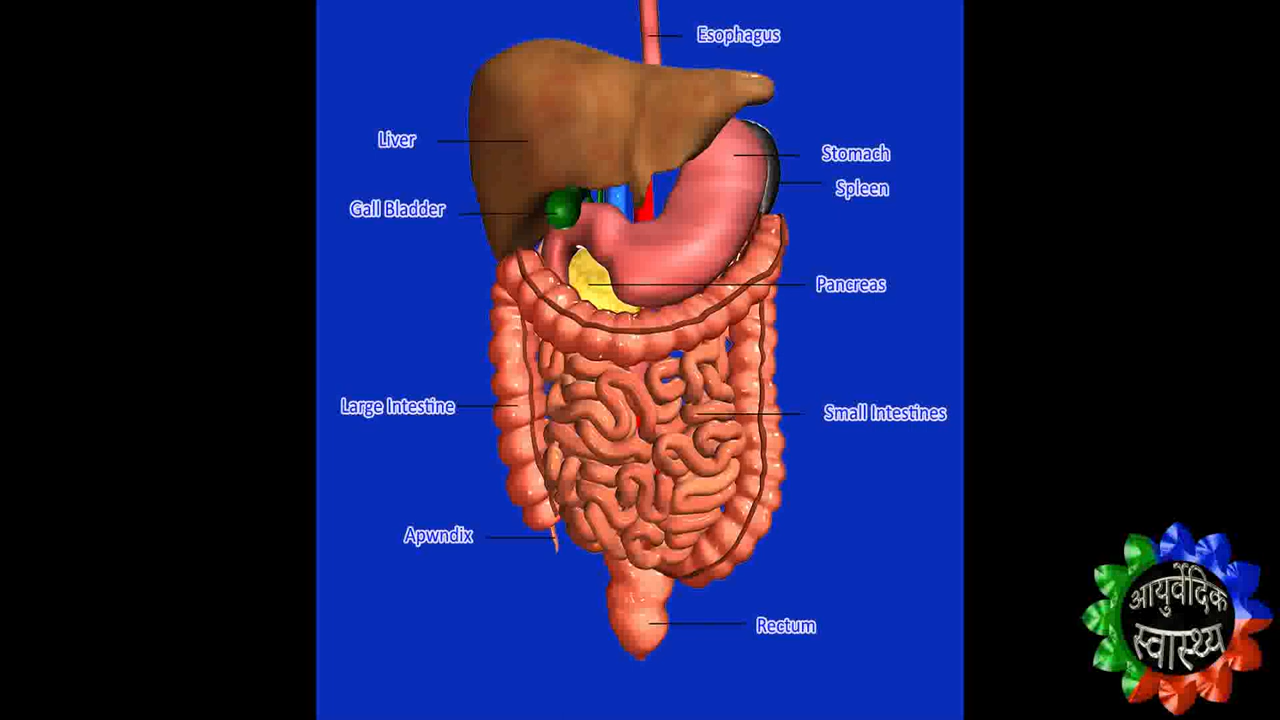 Esophagus
Liver
Stomach
Spleen
Gall Bladder
Pancreas
Large Intestine
Small Intestines
Apwndix
Rectum
आयुर्वेदिक
स्वास्थ्य